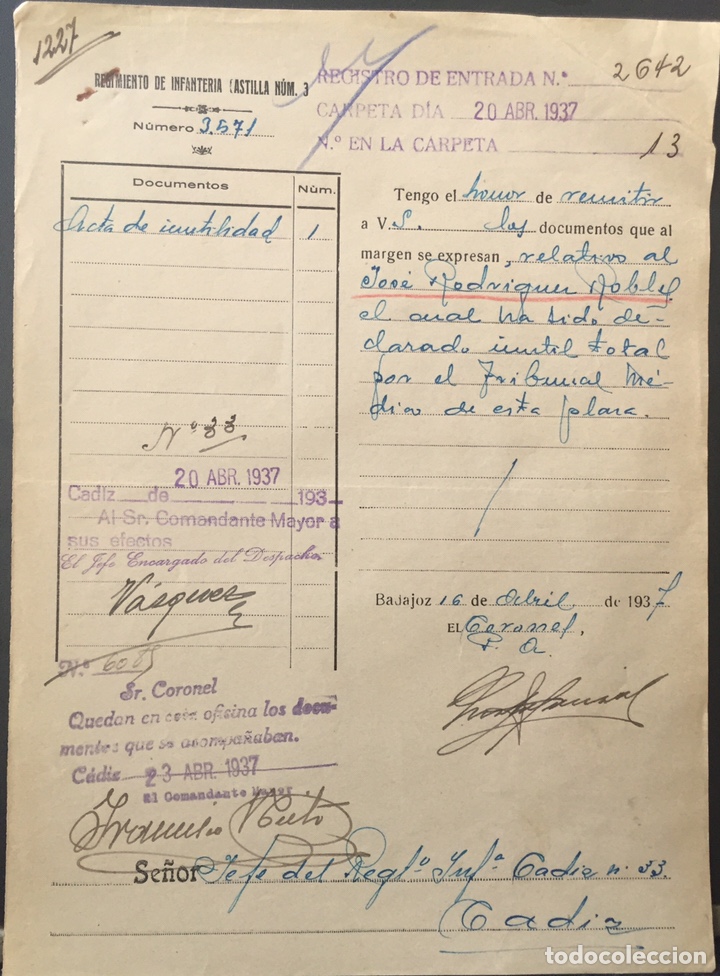 1227
REGIMIENTO DE INFANTERIA CASTILLA NÚM. 3
Número 3.571
REGISTRO DE ENTRADA N.º 2642
CARPETA DÍA 20 ABR. 1937
N.º EN LA CARPETA 13
Documentos Núm.
Acta de inutilidad 1
Nº 33
20 ABR. 1937
Cadiz de 193
Al Sr. Comandante Mayor a
sus efectos
El Jefe Encargado del Despacho,
Vásquez
N.º 6085
Sr. Coronel
Quedan en esta oficina los docu-
mentos que se acompañaban.
Cádiz 23 ABR. 1937
El Comandante Mayor
Francisco Nieto
Tengo el honor de remitir
a V.S. los documentos que al
margen se expresan, relativo al
José Rodriguez Robles,
el cual ha sido de-
clarado inutil total
por el Tribunal Mé-
dico de esta plaza.
Badajoz 16 de Abril de 1937
EL Coronel,
P. A.
Señor Jefe del Regtº Infª Cadiz n. 33.
Cadiz
todocoleccion